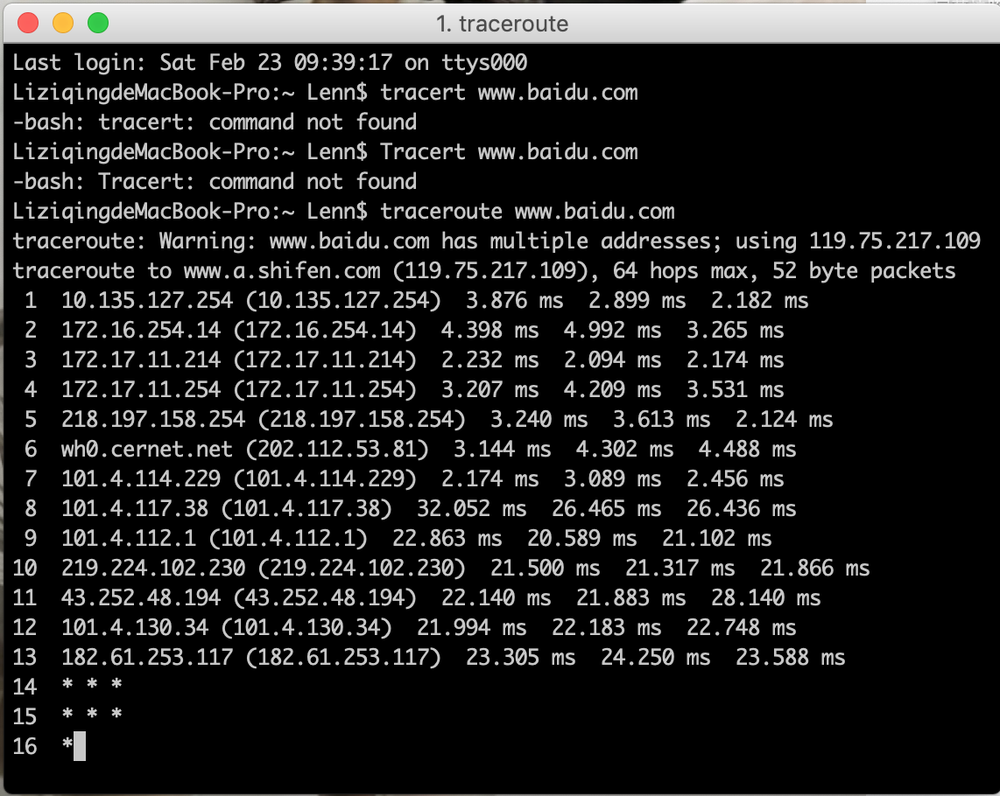 1. traceroute
Last login: Sat Feb 23 09:39:17 on ttys000
LiziqingdeMacBook-Pro:~ Lenn$ tracert www.baidu.com
-bash: tracert: command not found
LiziqingdeMacBook-Pro:~ Lenn$ Tracert www.baidu.com
-bash: Tracert: command not found
LiziqingdeMacBook-Pro:~ Lenn$ traceroute www.baidu.com
traceroute: Warning: www.baidu.com has multiple addresses; using 119.75.217.109
traceroute to www.a.shifen.com (119.75.217.109), 64 hops max, 52 byte packets
 1  10.135.127.254 (10.135.127.254)  3.876 ms  2.899 ms  2.182 ms
 2  172.16.254.14 (172.16.254.14)  4.398 ms  4.992 ms  3.265 ms
 3  172.17.11.214 (172.17.11.214)  2.232 ms  2.094 ms  2.174 ms
 4  172.17.11.254 (172.17.11.254)  3.207 ms  4.209 ms  3.531 ms
 5  218.197.158.254 (218.197.158.254)  3.240 ms  3.613 ms  2.124 ms
 6  wh0.cernet.net (202.112.53.81)  3.144 ms  4.302 ms  4.488 ms
 7  101.4.114.229 (101.4.114.229)  2.174 ms  3.089 ms  2.456 ms
 8  101.4.117.38 (101.4.117.38)  32.052 ms  26.465 ms  26.436 ms
 9  101.4.112.1 (101.4.112.1)  22.863 ms  20.589 ms  21.102 ms
10  219.224.102.230 (219.224.102.230)  21.500 ms  21.317 ms  21.866 ms
11  43.252.48.194 (43.252.48.194)  22.140 ms  21.883 ms  28.140 ms
12  101.4.130.34 (101.4.130.34)  21.994 ms  22.183 ms  22.748 ms
13  182.61.253.117 (182.61.253.117)  23.305 ms  24.250 ms  23.588 ms
14  * * *
15  * * *
16  *